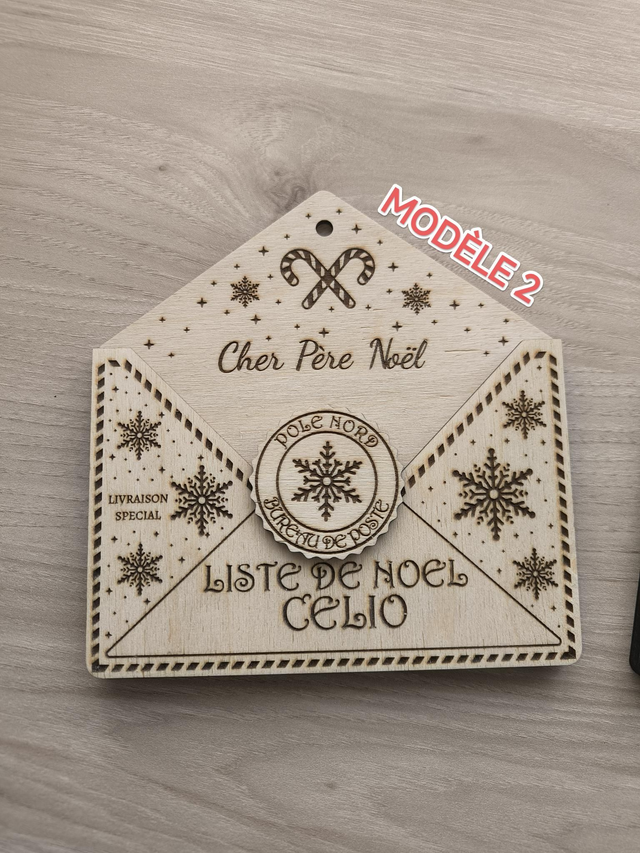 MODÈLE 2
Cher Père Noël
POLE NORD
BUREAU DE POSTE
LIVRAISON
SPECIAL
LISTE DE NOEL
CELIO